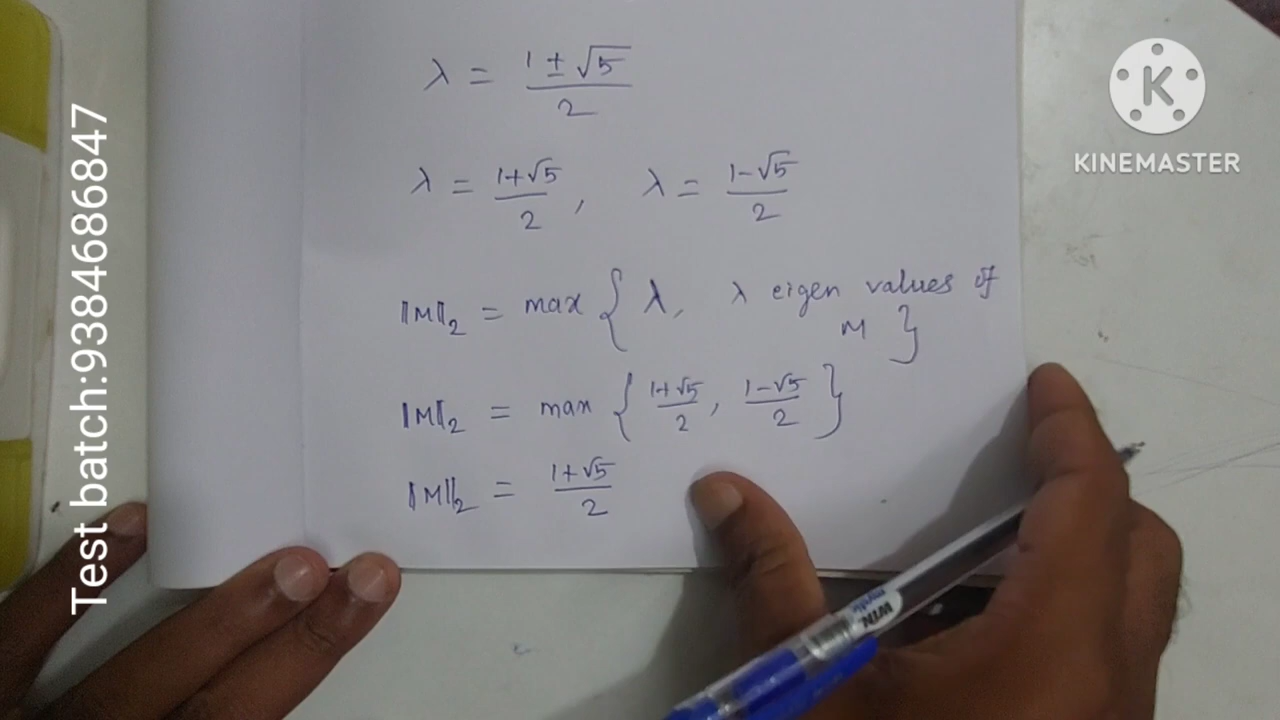 λ = (1 ± √5)/2
λ = (1+√5)/2 , λ = (1-√5)/2
‖M‖₂ = max { λ, λ eigen values of
M }
‖M‖₂ = max { (1+√5)/2 , (1-√5)/2 }
‖M‖₂ = (1+√5)/2
Test batch:9384686847
K
KINEMASTER
WIN